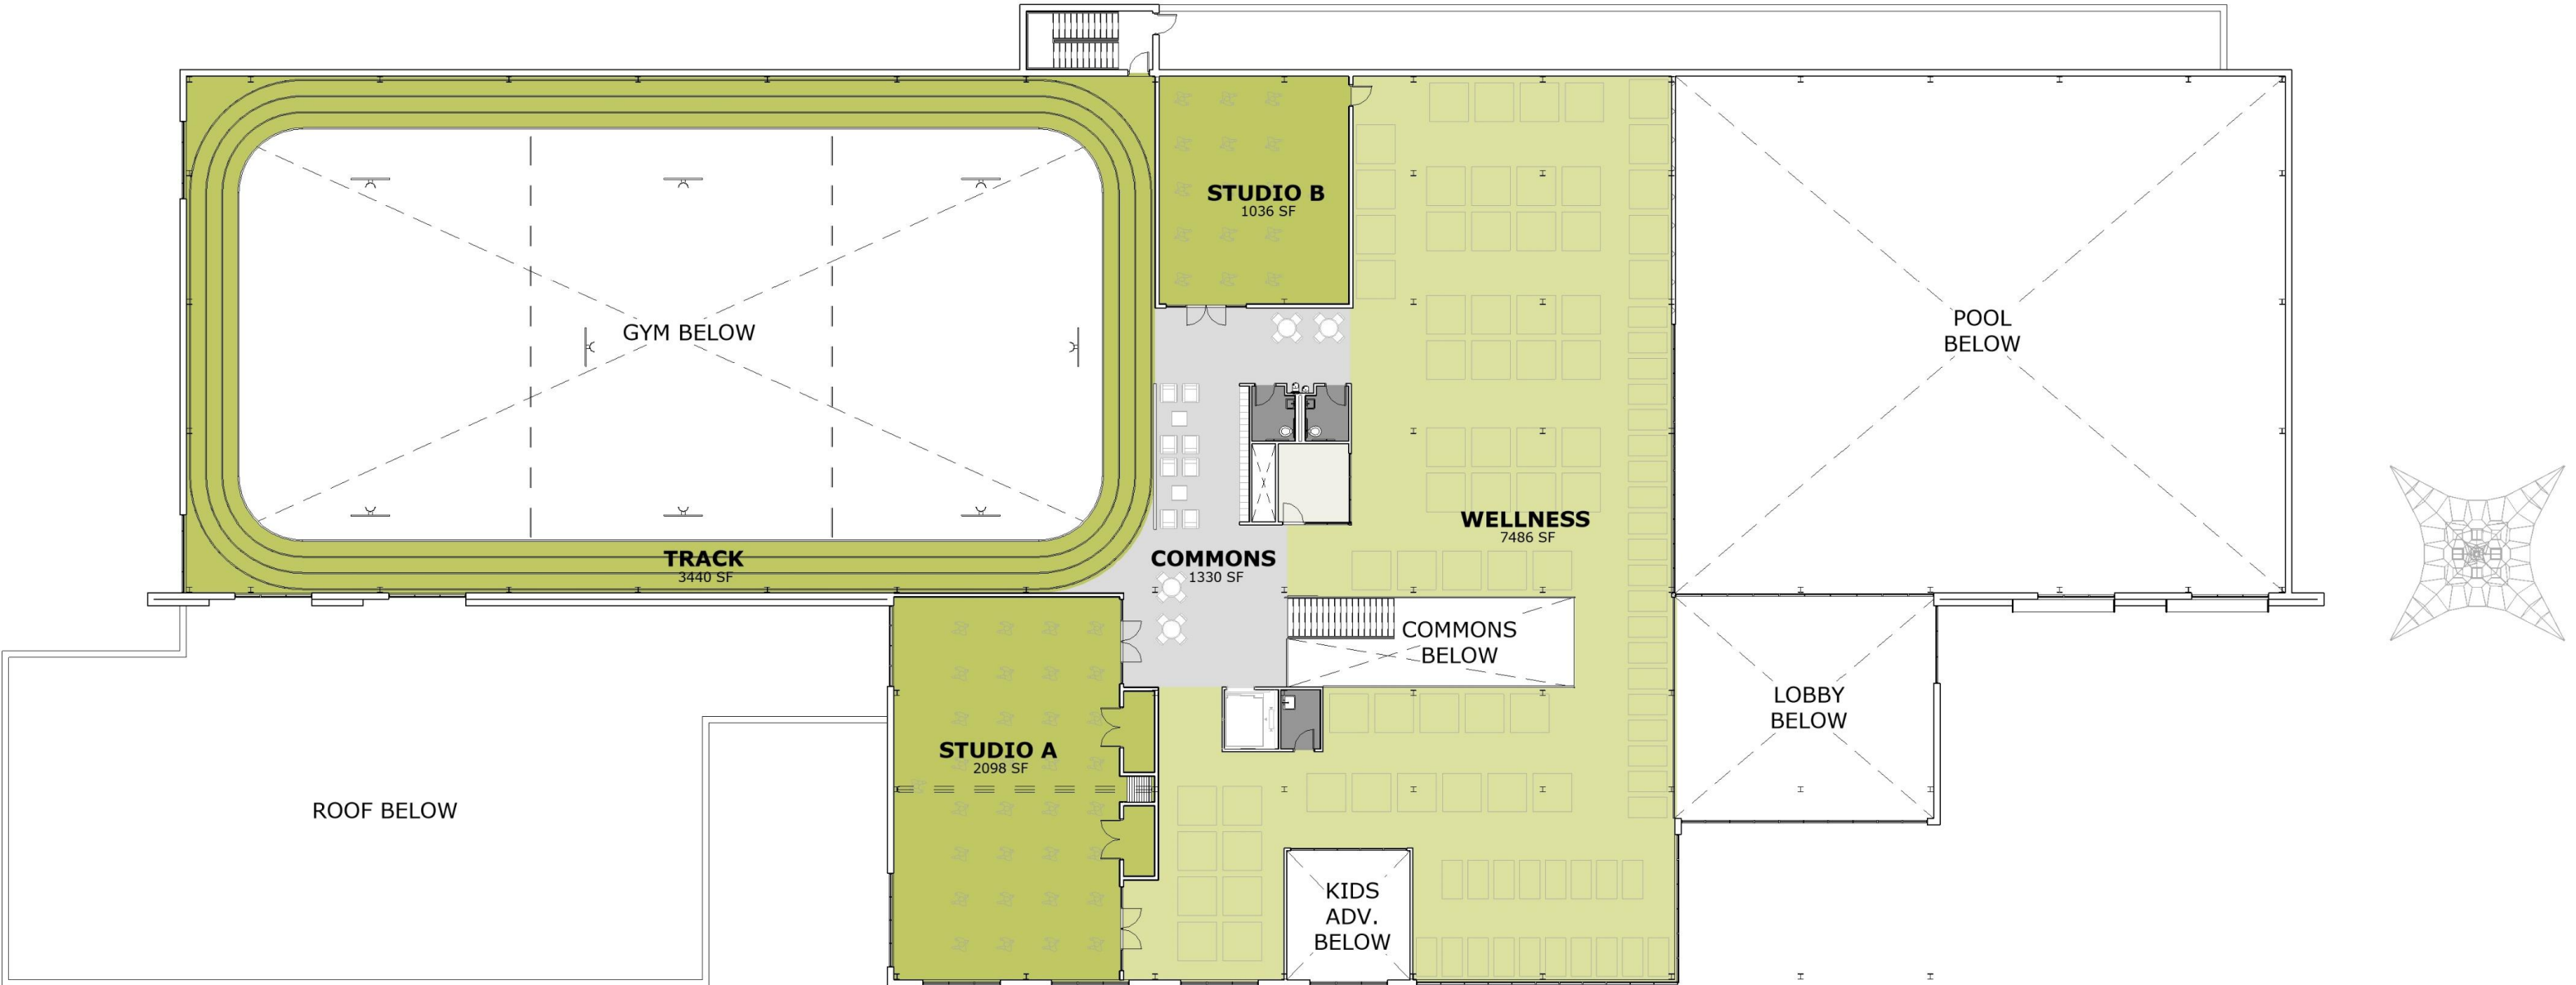 STUDIO B
1036 SF
GYM BELOW
POOL
BELOW
WELLNESS
7486 SF
TRACK
3440 SF
COMMONS
1330 SF
COMMONS
BELOW
LOBBY
BELOW
STUDIO A
2098 SF
ROOF BELOW
KIDS
ADV.
BELOW